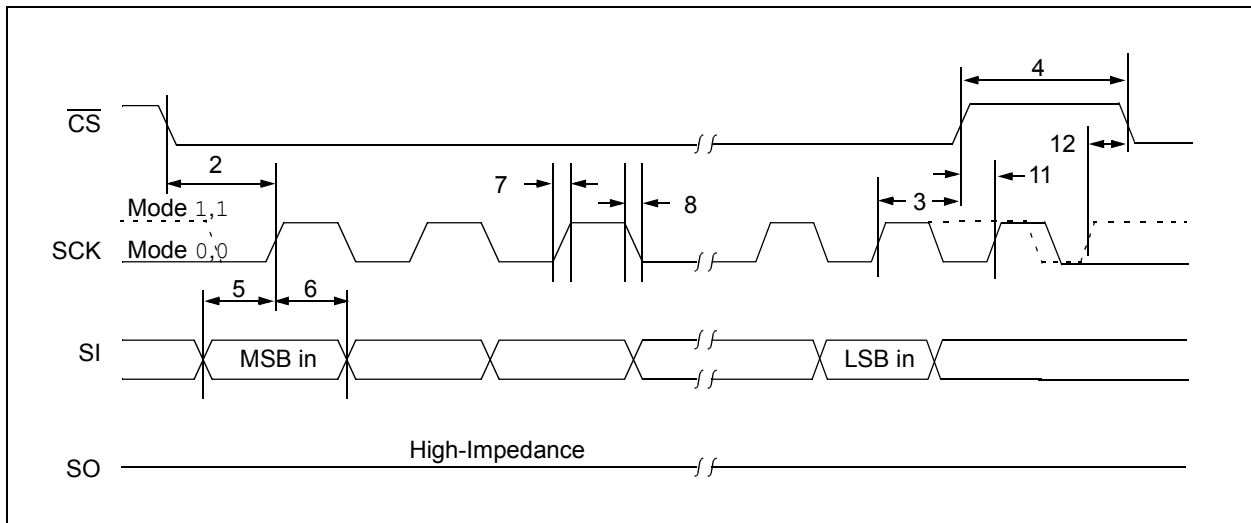 4
CS
12
2
7
11
Mode 1,1
3
8
SCK
Mode 0,0
5
6
SI
MSB in
LSB in
High-Impedance
SO